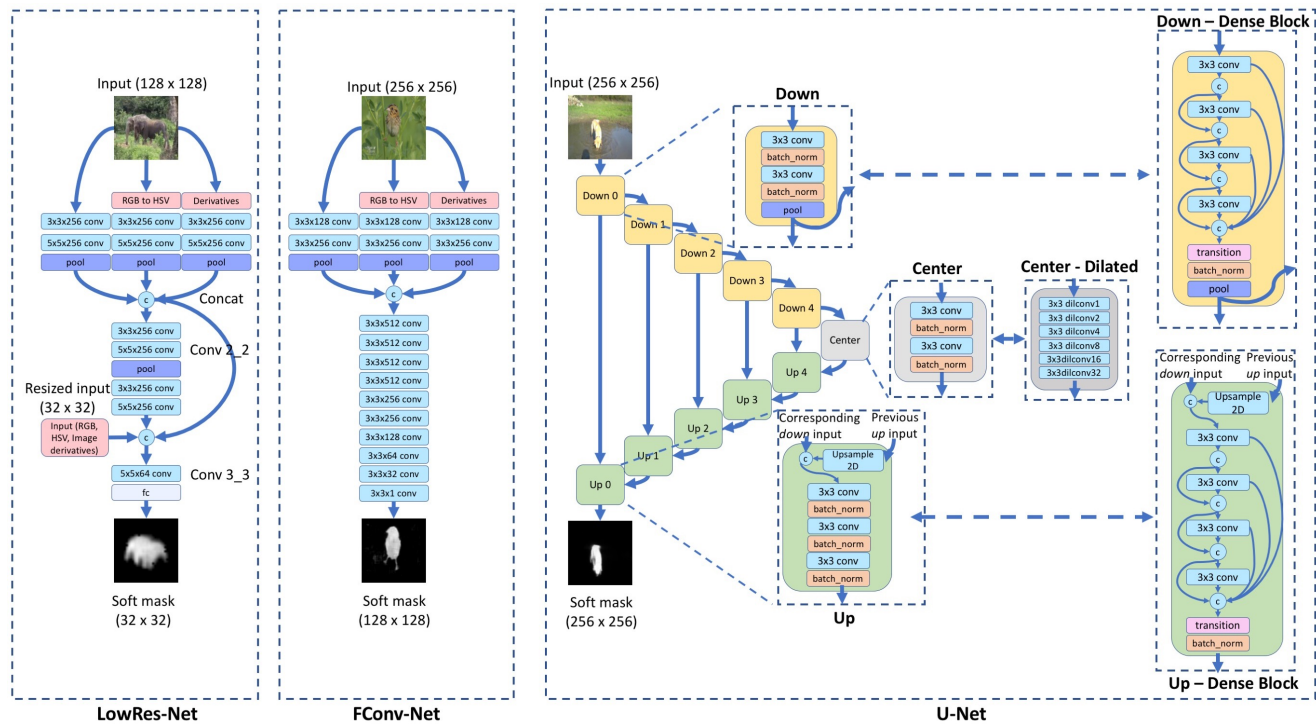 Input (128 x 128)
RGB to HSV
Derivatives
3x3x256 conv
3x3x256 conv
3x3x256 conv
5x5x256 conv
5x5x256 conv
5x5x256 conv
pool
pool
pool
c
Concat
3x3x256 conv
5x5x256 conv
Conv 2_2
pool
3x3x256 conv
5x5x256 conv
Resized input
(32 x 32)
Input (RGB,
HSV, Image
derivatives)
c
5x5x64 conv
Conv 3_3
fc
Soft mask
(32 x 32)
LowRes-Net
Input (256 x 256)
RGB to HSV
Derivatives
3x3x128 conv
3x3x128 conv
3x3x128 conv
3x3x256 conv
3x3x256 conv
3x3x256 conv
pool
pool
pool
c
3x3x512 conv
3x3x512 conv
3x3x512 conv
3x3x512 conv
3x3x256 conv
3x3x256 conv
3x3x128 conv
3x3x64 conv
3x3x32 conv
3x3x1 conv
Soft mask
(128 x 128)
FConv-Net
Input (256 x 256)
Down 0
Down 1
Down 2
Down 3
Down 4
Center
Up 4
Up 3
Up 2
Up 1
Up 0
Soft mask
(256 x 256)
Down
3x3 conv
batch_norm
3x3 conv
batch_norm
pool
Center
3x3 conv
batch_norm
3x3 conv
batch_norm
Center - Dilated
3x3 dilconv1
3x3 dilconv2
3x3 dilconv4
3x3 dilconv8
3x3dilconv16
3x3dilconv32
Corresponding
down input
Previous
up input
c
Upsample
2D
3x3 conv
batch_norm
3x3 conv
batch_norm
3x3 conv
batch_norm
Up
Down – Dense Block
3x3 conv
c
3x3 conv
c
3x3 conv
c
3x3 conv
c
transition
batch_norm
pool
Corresponding
down input
Previous
up input
c
Upsample
2D
3x3 conv
c
3x3 conv
c
3x3 conv
c
3x3 conv
c
transition
batch_norm
Up – Dense Block
U-Net